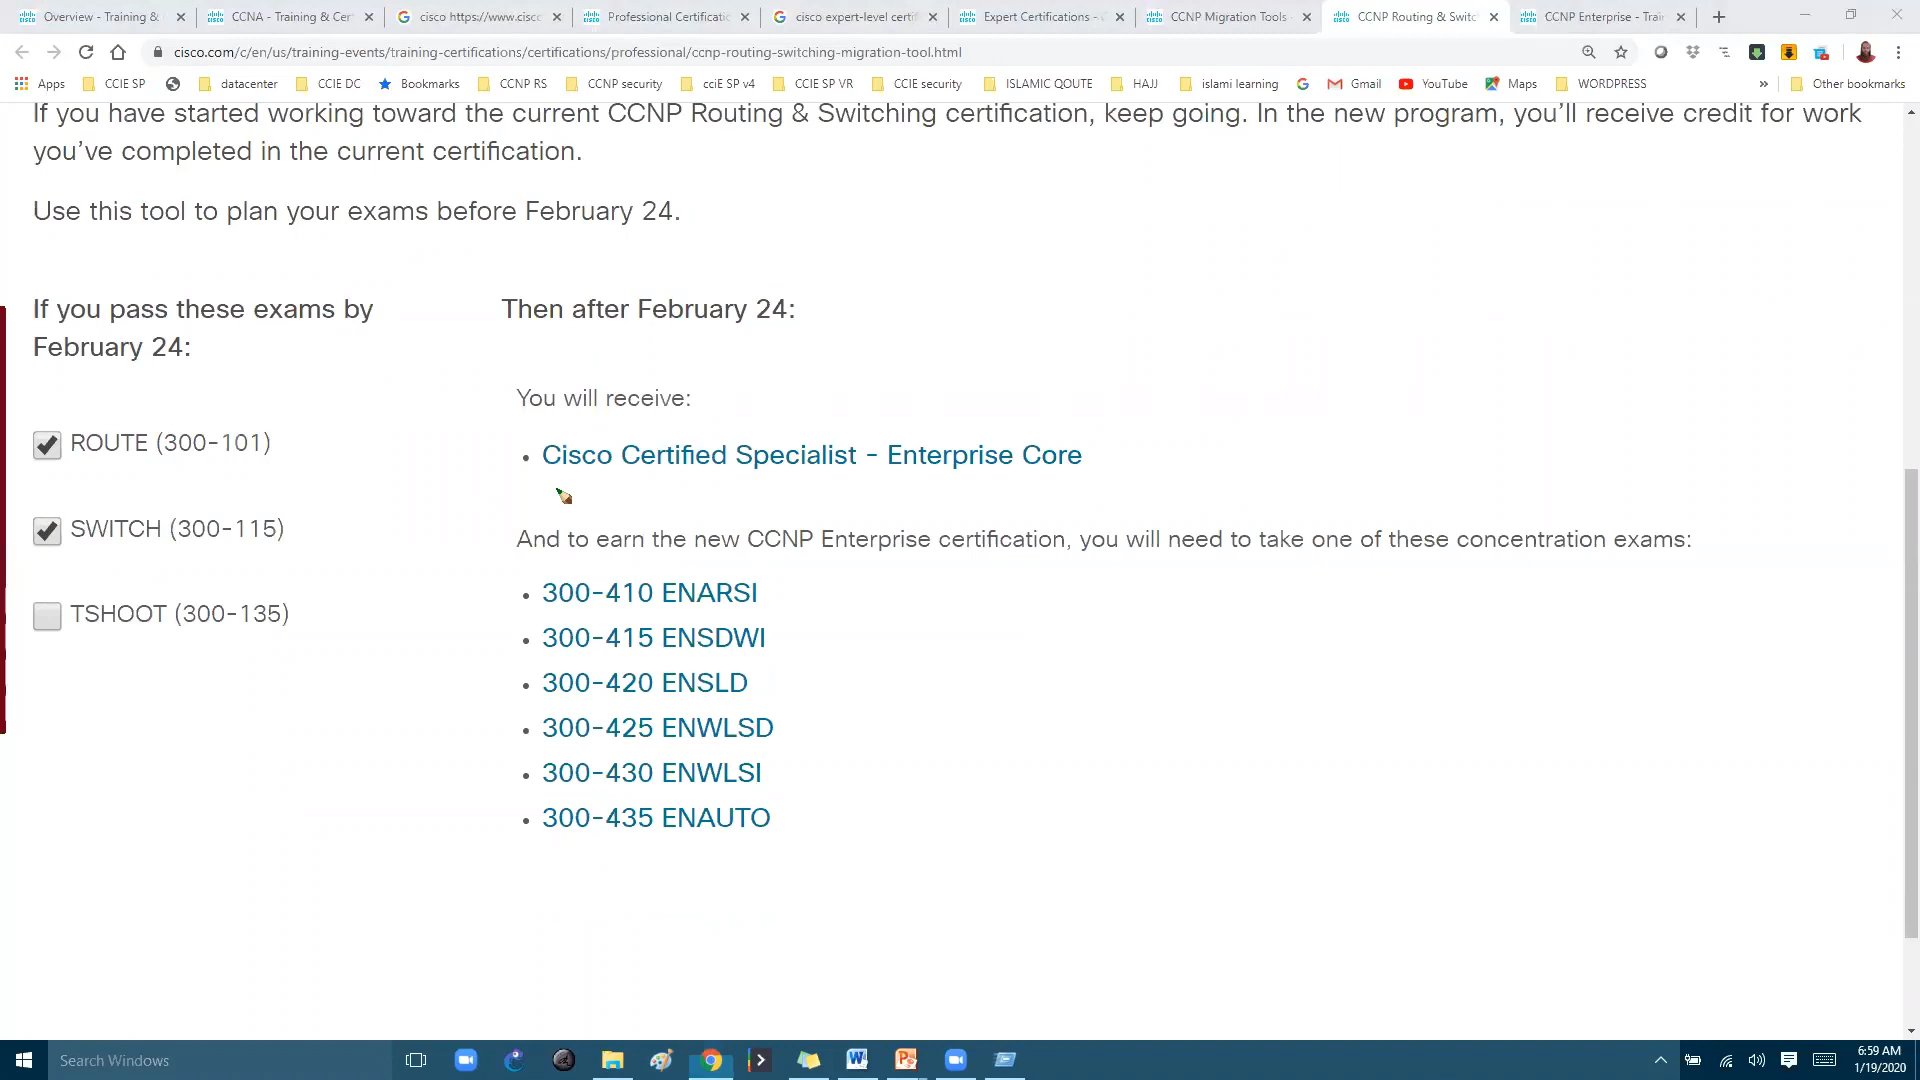 Overview - Training &
CCNA - Training & Cer
cisco https://www.cisco
Professional Certificatio
cisco expert-level certif
Expert Certifications - C
CCNP Migration Tools -
CCNP Routing & Switc
CCNP Enterprise - Train
cisco.com/c/en/us/training-events/training-certifications/certifications/professional/ccnp-routing-switching-migration-tool.html
Apps
CCIE SP
datacenter
CCIE DC
Bookmarks
CCNP RS
CCNP security
cciE SP v4
CCIE SP VR
CCIE security
ISLAMIC QOUTE
HAJJ
islami learning
Gmail
YouTube
Maps
WORDPRESS
»
Other bookmarks
If you have started working toward the current CCNP Routing & Switching certification, keep going. In the new program, you’ll receive credit for work
you’ve completed in the current certification.
Use this tool to plan your exams before February 24.
If you pass these exams by
February 24:
ROUTE (300-101)
SWITCH (300-115)
TSHOOT (300-135)
Then after February 24:
You will receive:
• Cisco Certified Specialist - Enterprise Core
And to earn the new CCNP Enterprise certification, you will need to take one of these concentration exams:
• 300-410 ENARSI
• 300-415 ENSDWI
• 300-420 ENSLD
• 300-425 ENWLSD
• 300-430 ENWLSI
• 300-435 ENAUTO
Search Windows
6:59 AM
1/19/2020